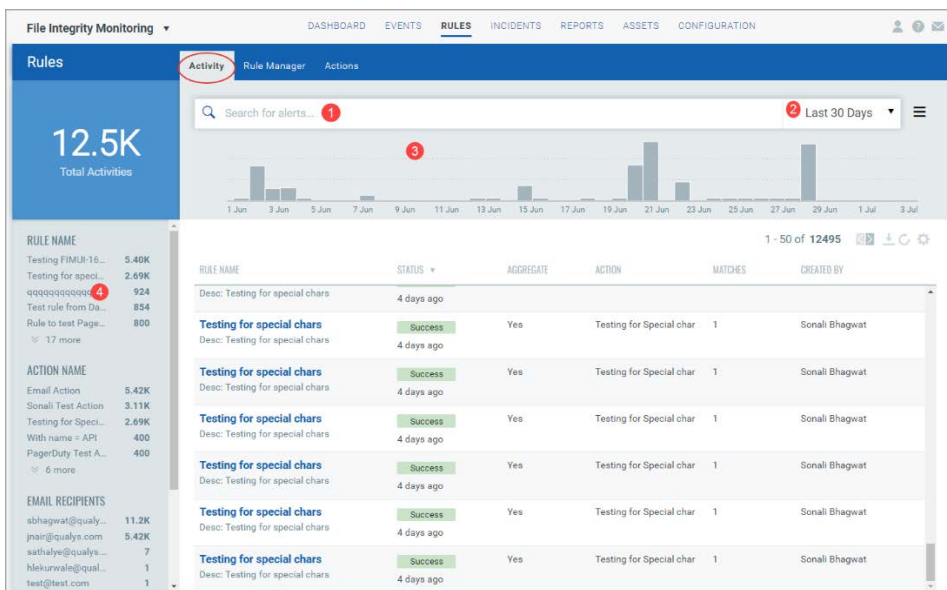 File Integrity Monitoring
DASHBOARD EVENTS RULES INCIDENTS REPORTS ASSETS CONFIGURATION
Rules
Activity Rule Manager Actions
12.5K
Total Activities
Search for alerts... 1
2 Last 30 Days
3
1 Jun 3 Jun 5 Jun 7 Jun 9 Jun 11 Jun 13 Jun 15 Jun 17 Jun 19 Jun 21 Jun 23 Jun 25 Jun 27 Jun 29 Jun 1 Jul 3 Jul
RULE NAME
Testing FIMUI-16... 5.40K
Testing for speci... 2.69K
qqqqqqqqqqqq 4 924
Test rule from Da... 854
Rule to test Page... 800
17 more
ACTION NAME
Email Action 5.42K
Sonali Test Action 3.11K
Testing for Speci... 2.69K
With name = API 400
PagerDuty Test A... 400
6 more
EMAIL RECIPIENTS
sbhagwat@qualy... 11.2K
jnair@qualys.com 5.42K
sathalye@qualys.... 7
hlekurwale@qual... 1
test@test.com 1
1 - 50 of 12495
RULE NAME STATUS AGGREGATE ACTION MATCHES CREATED BY
Desc: Testing for special chars
4 days ago
Testing for special chars Success Yes Testing for Special char 1 Sonali Bhagwat
Desc: Testing for special chars
4 days ago
Testing for special chars Success Yes Testing for Special char 1 Sonali Bhagwat
Desc: Testing for special chars
4 days ago
Testing for special chars Success Yes Testing for Special char 1 Sonali Bhagwat
Desc: Testing for special chars
4 days ago
Testing for special chars Success Yes Testing for Special char 1 Sonali Bhagwat
Desc: Testing for special chars
4 days ago
Testing for special chars Success Yes Testing for Special char 1 Sonali Bhagwat
Desc: Testing for special chars
4 days ago
Testing for special chars Success Yes Testing for Special char 1 Sonali Bhagwat
Desc: Testing for special chars
4 days ago